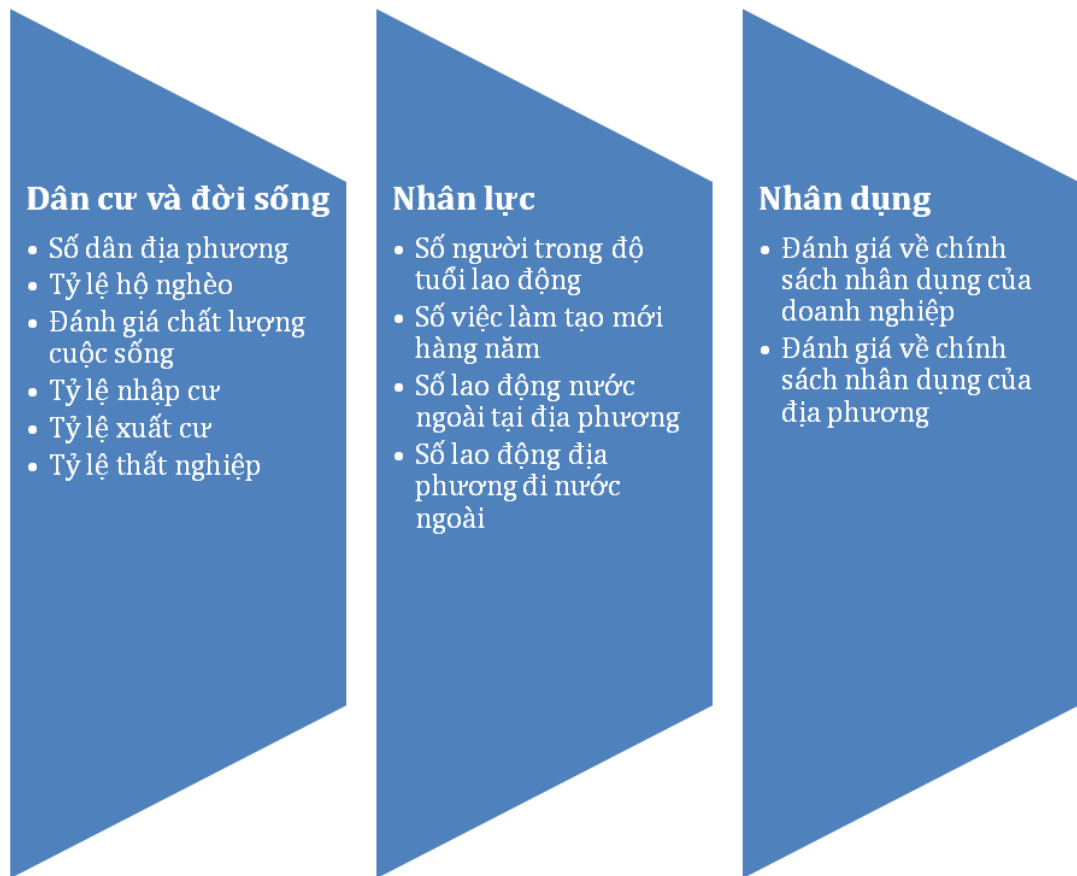 Dân cư và đời sống
• Số dân địa phương
• Tỷ lệ hộ nghèo
• Đánh giá chất lượng
cuộc sống
• Tỷ lệ nhập cư
• Tỷ lệ xuất cư
• Tỷ lệ thất nghiệp
Nhân lực
• Số người trong độ
tuổi lao động
• Số việc làm tạo mới
hàng năm
• Số lao động nước
ngoài tại địa phương
• Số lao động địa
phương đi nước
ngoài
Nhân dụng
• Đánh giá về chính
sách nhân dụng của
doanh nghiệp
• Đánh giá về chính
sách nhân dụng của
địa phương